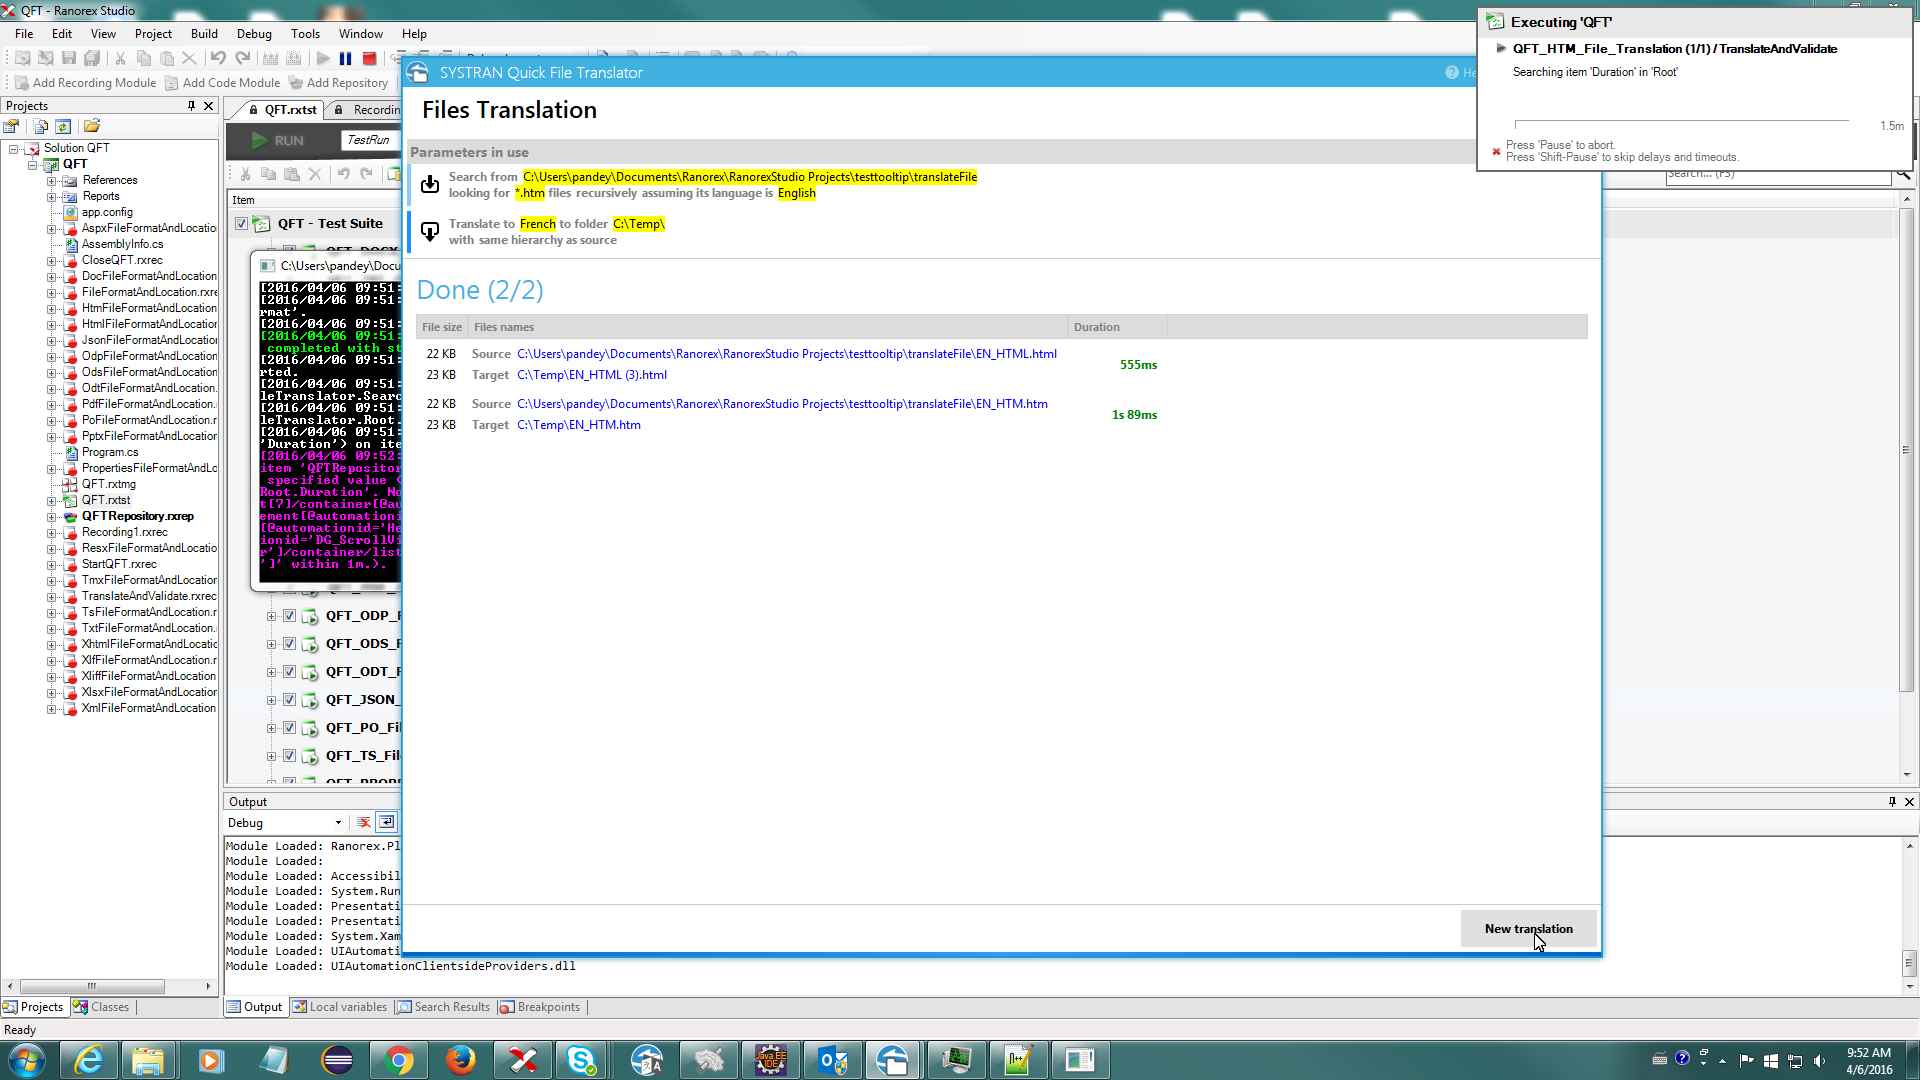 QFT - Ranorex Studio
File Edit View Project Build Debug Tools Window Help
Add Recording Module Add Code Module Add Repository
Projects
Solution QFT
QFT
References
Reports
app.config
AspxFileFormatAndLocatio
AssemblyInfo.cs
CloseQFT.rxrec
DocFileFormatAndLocation
FileFormatAndLocation.rxre
HtmFileFormatAndLocation
HtmlFileFormatAndLocatior
JsonFileFormatAndLocation
OdpFileFormatAndLocation
OdsFileFormatAndLocation
OdtFileFormatAndLocation.
PdfFileFormatAndLocation.r
PoFileFormatAndLocation.r
PptxFileFormatAndLocation
Program.cs
PropertiesFileFormatAndLo
QFT.rxtmg
QFT.rxtst
QFTRepository.rxrep
Recording1.rxrec
ResxFileFormatAndLocatio
StartQFT.rxrec
TmxFileFormatAndLocation
TranslateAndValidate.rxrec
TsFileFormatAndLocation.r
TxtFileFormatAndLocation.
XhtmlFileFormatAndLocatic
XlfFileFormatAndLocation.r
XliffFileFormatAndLocation
XlsxFileFormatAndLocation
XmlFileFormatAndLocation
Projects Classes
QFT.rxtst Recordin
RUN TestRun
Item
QFT - Test Suite
C:\Users\pandey\Docu
[2016/04/06 09:51:
[2016/04/06 09:51:
rmat'.
[2016/04/06 09:51:
[2016/04/06 09:51:
completed with st
[2016/04/06 09:51:
rted.
[2016/04/06 09:51:
leTranslator.Searc
[2016/04/06 09:51:
leTranslator.Root.
[2016/04/06 09:51:
'Duration'> on ite
[2016/04/06 09:52:
item 'QFTRepositor
specified value <
Root.Duration'. No
t[7]/container[@au
ement[@automationi
[@automationid='He
ionid='DG_ScrollVi
r']/container/list
']' within 1m.).
QFT_ODP_F
QFT_ODS_F
QFT_ODT_F
QFT_JSON_
QFT_PO_Fil
QFT_TS_Fil
SYSTRAN Quick File Translator
He
Files Translation
Parameters in use
Search from C:\Users\pandey\Documents\Ranorex\RanorexStudio Projects\testtooltip\translateFile
looking for *.htm files recursively assuming its language is English
Translate to French to folder C:\Temp\
with same hierarchy as source
Done (2/2)
File size Files names Duration
22 KB Source C:\Users\pandey\Documents\Ranorex\RanorexStudio Projects\testtooltip\translateFile\EN_HTML.html
555ms
23 KB Target C:\Temp\EN_HTML (3).html
22 KB Source C:\Users\pandey\Documents\Ranorex\RanorexStudio Projects\testtooltip\translateFile\EN_HTM.htm
1s 89ms
23 KB Target C:\Temp\EN_HTM.htm
New translation
Executing 'QFT'
QFT_HTM_File_Translation (1/1) / TranslateAndValidate
Searching item 'Duration' in 'Root'
1.5m
Press 'Pause' to abort.
Press 'Shift-Pause' to skip delays and timeouts.
Search... (F3)
Output
Debug
Module Loaded: Ranorex.Pl
Module Loaded:
Module Loaded: Accessibil
Module Loaded: System.Run
Module Loaded: Presentati
Module Loaded: Presentati
Module Loaded: System.Xam
Module Loaded: UIAutomati
Module Loaded: UIAutomationClientsideProviders.dll
Output Local variables Search Results Breakpoints
Ready
9:52 AM
4/6/2016